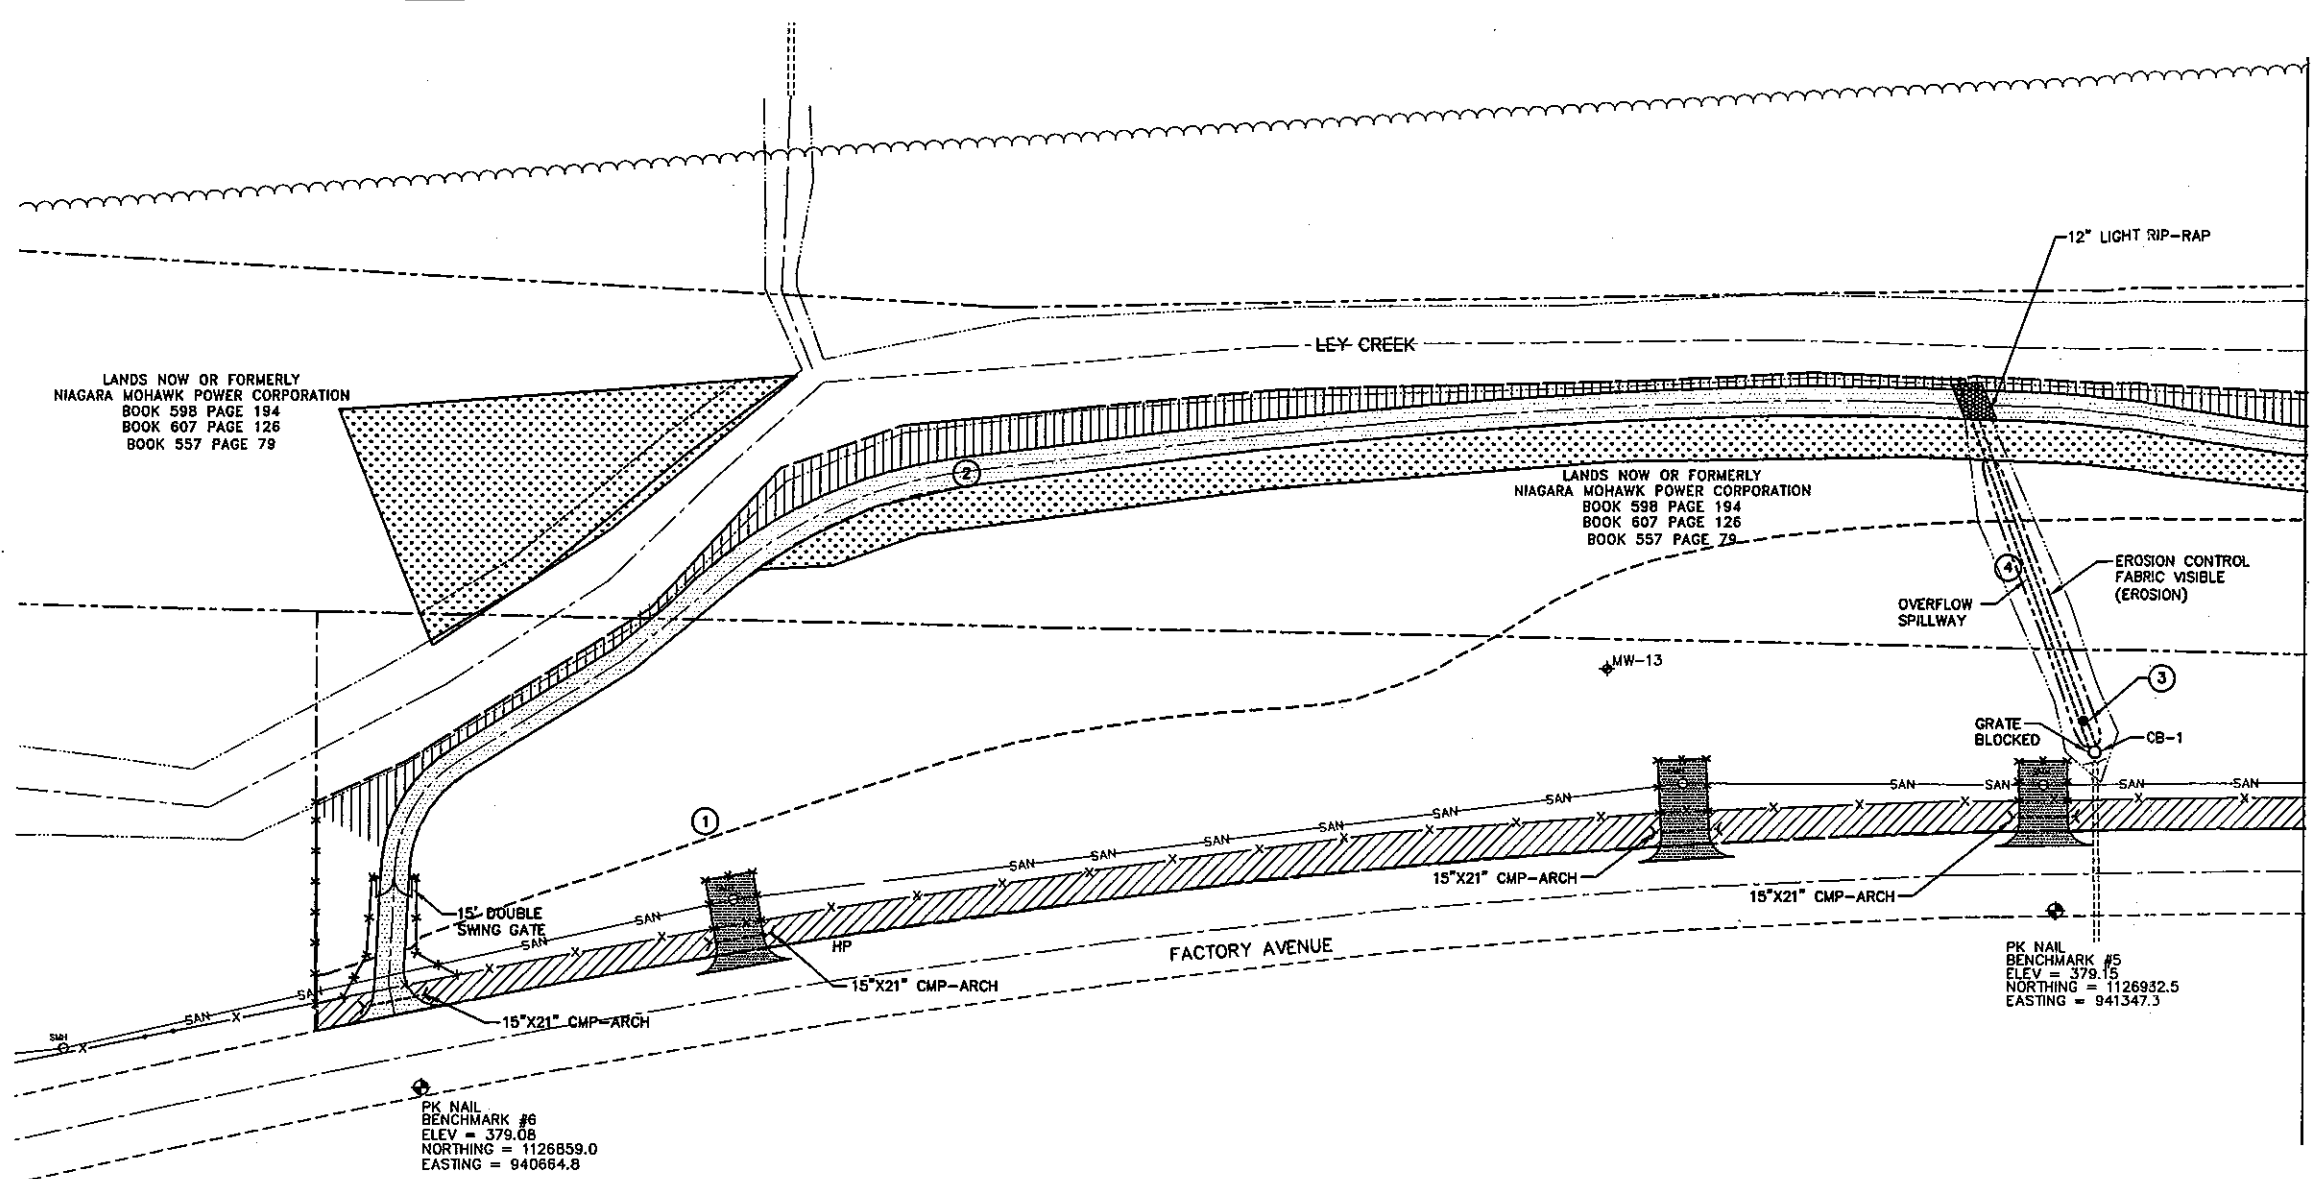 12" LIGHT RIP-RAP
LEY CREEK
LANDS NOW OR FORMERLY
NIAGARA MOHAWK POWER CORPORATION
BOOK 598 PAGE 194
BOOK 607 PAGE 126
BOOK 557 PAGE 79
2
LANDS NOW OR FORMERLY
NIAGARA MOHAWK POWER CORPORATION
BOOK 598 PAGE 194
BOOK 607 PAGE 126
BOOK 557 PAGE 79
4
EROSION CONTROL
FABRIC VISIBLE
(EROSION)
OVERFLOW
SPILLWAY
MW-13
3
GRATE
BLOCKED
CB-1
SAN
SAN
SAN
SAN
SAN
SAN
SAN
SAN
SAN
SAN
1
15"X21" CMP-ARCH
15"X21" CMP-ARCH
15' DOUBLE
SWING GATE
SAN
SAN
HP
FACTORY AVENUE
PK NAIL
BENCHMARK #5
ELEV = 379.15
NORTHING = 1126932.5
EASTING = 941347.3
15"X21" CMP-ARCH
SAN
SAN
15"X21" CMP-ARCH
SMH
PK NAIL
BENCHMARK #6
ELEV = 379.08
NORTHING = 1126859.0
EASTING = 940664.8